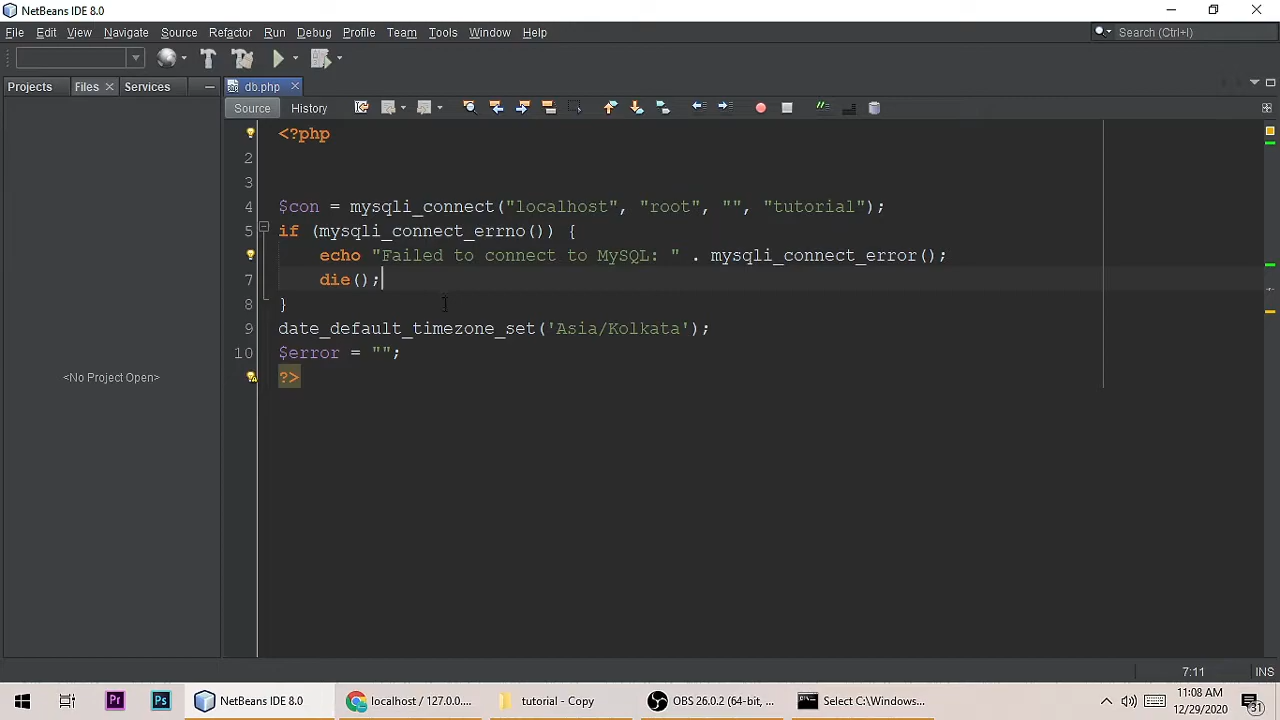 NetBeans IDE 8.0
File Edit View Navigate Source Refactor Run Debug Profile Team Tools Window Help
Search (Ctrl+I)
Projects Files Services db.php
Source History
<?php
2
3
4 $con = mysqli_connect("localhost", "root", "", "tutorial");
5 if (mysqli_connect_errno()) {
echo "Failed to connect to MySQL: " . mysqli_connect_error();
7 die();
8 }
9 date_default_timezone_set('Asia/Kolkata');
10 $error = "";
?>
<No Project Open>
7:11 INS
Pr Ps NetBeans IDE 8.0 localhost / 127.0.0... tutorial - Copy OBS 26.0.2 (64-bit, ... Select C:\Windows...
11:08 AM
12/29/2020
31